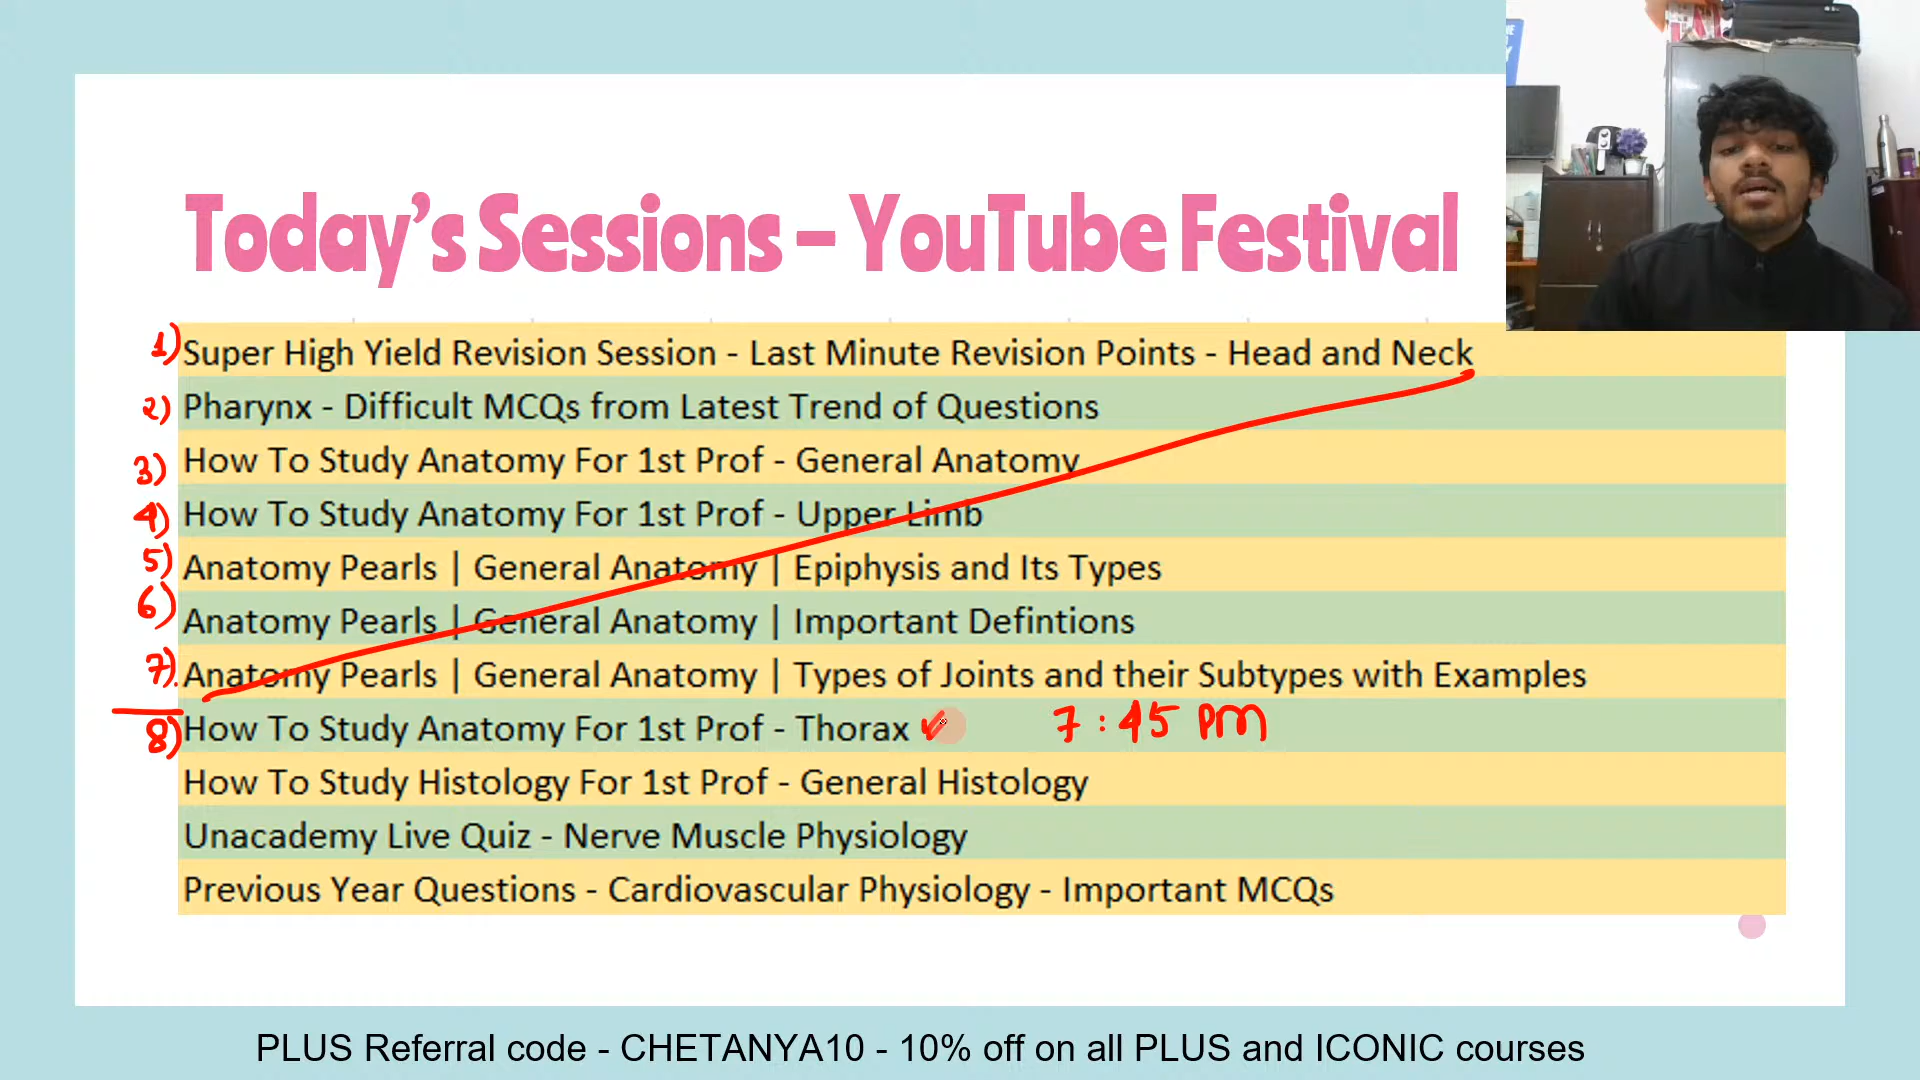 Today's Sessions – YouTube Festival
1) Super High Yield Revision Session - Last Minute Revision Points - Head and Neck
2) Pharynx - Difficult MCQs from Latest Trend of Questions
3) How To Study Anatomy For 1st Prof - General Anatomy
4) How To Study Anatomy For 1st Prof - Upper Limb
5) Anatomy Pearls | General Anatomy | Epiphysis and Its Types
6) Anatomy Pearls | General Anatomy | Important Defintions
7) Anatomy Pearls | General Anatomy | Types of Joints and their Subtypes with Examples
8) How To Study Anatomy For 1st Prof - Thorax 7:45 PM
How To Study Histology For 1st Prof - General Histology
Unacademy Live Quiz - Nerve Muscle Physiology
Previous Year Questions - Cardiovascular Physiology - Important MCQs
PLUS Referral code - CHETANYA10 - 10% off on all PLUS and ICONIC courses